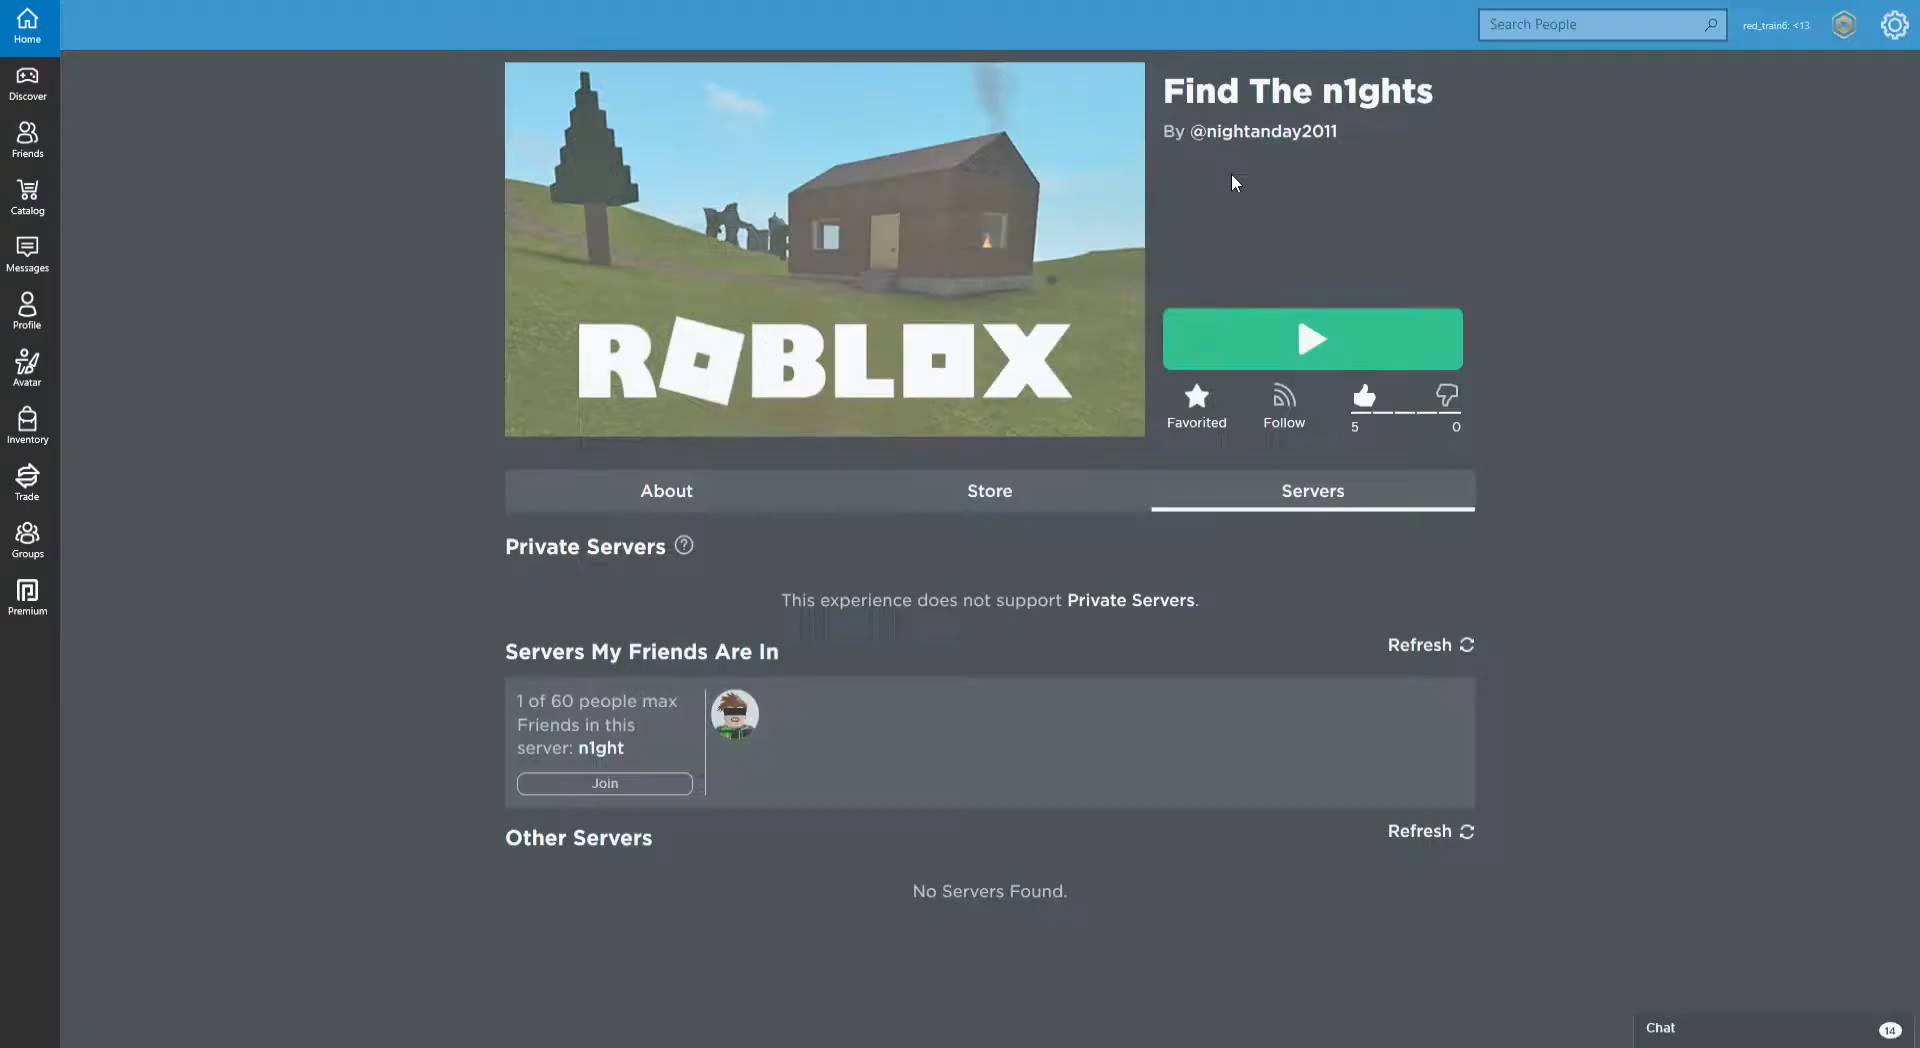 Home
Search People
red_train6: <13
Discover
Friends
Catalog
Messages
Profile
Avatar
Inventory
Trade
Groups
Premium
ROBLOX
Find The n1ghts
By @nightanday2011
Favorited
Follow
5
0
About
Store
Servers
Private Servers ?
This experience does not support Private Servers.
Servers My Friends Are In
Refresh
1 of 60 people max
Friends in this
server: n1ght
Join
Other Servers
Refresh
No Servers Found.
Chat
14